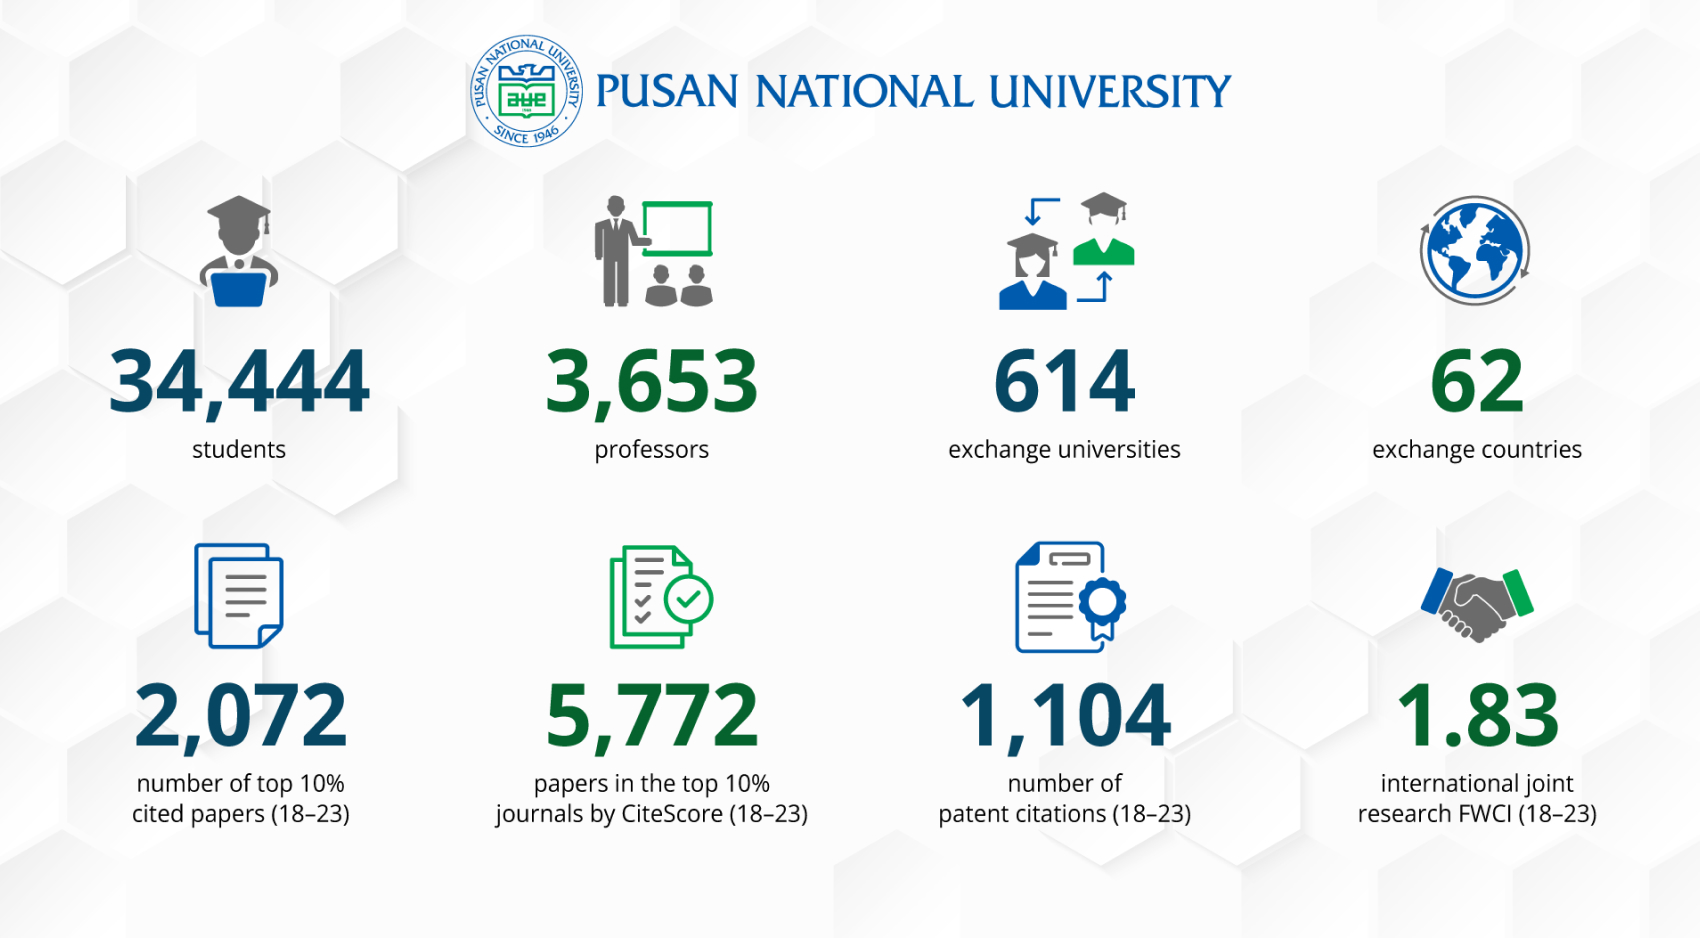 PUSAN NATIONAL UNIVERSITY
SINCE 1946
PUSAN NATIONAL UNIVERSITY
34,444
students
3,653
professors
614
exchange universities
62
exchange countries
2,072
number of top 10%
cited papers (18–23)
5,772
papers in the top 10%
journals by CiteScore (18–23)
1,104
number of
patent citations (18–23)
1.83
international joint
research FWCI (18–23)